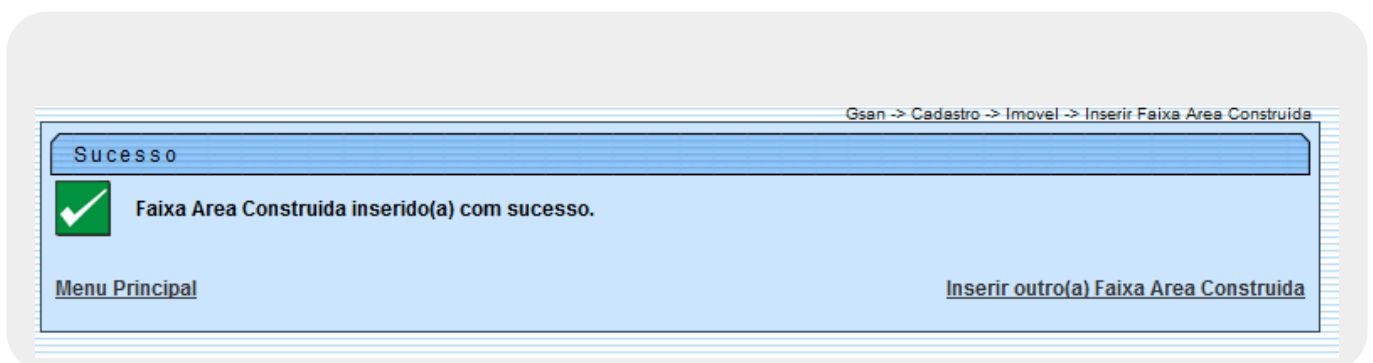 Gsan -> Cadastro -> Imovel -> Inserir Faixa Area Construida
Sucesso
Faixa Area Construida inserido(a) com sucesso.
Menu Principal
Inserir outro(a) Faixa Area Construida